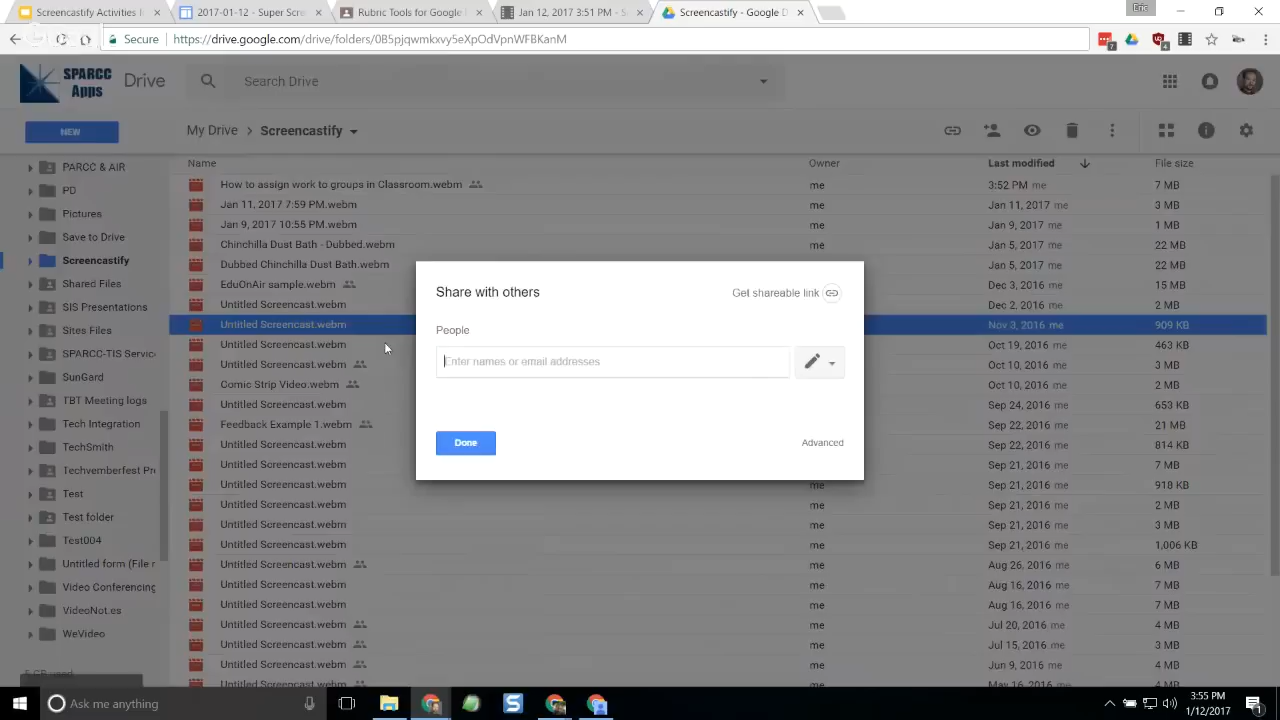 Eric
Screencastify Activities Ii
2017-01-12 - Super Scree
Rubric Tools for Google
Jan 12, 2017 3:51 PM - S
Screencastify - Google D
Secure https://drive.google.com/drive/folders/0B5pjqwmkxvy5eXpOdVpnWFBKanM
7
4
SPARCC Apps
Drive
Search Drive
NEW
My Drive > Screencastify
Name Owner Last modified File size
PARCC & AIR
PD
Pictures
Save to Drive
Screencastify
Shared Files
SIS Presentations
Sites Files
SPARCC-TIS Servic
SunGard
TBT Meeting logs
Tech Integration
TechSmith
Techvemberfest Pr
Test
Test folder
Test004
Untitled form (File r
Video Conferencing
VideoNot.es
WeVideo
How to assign work to groups in Classroom.webm me 3:52 PM me 7 MB
Jan 11, 2017 7:59 PM.webm me Jan 11, 2017 me 3 MB
Jan 9, 2017 10:55 PM.webm me Jan 9, 2017 me 1 MB
Chinchilla Dust Bath - Dubbed.webm me Jan 5, 2017 me 22 MB
Dubbed Chinchilla Dust Bath.webm Jan 5, 2017 me 22 MB
EduOnAir sample.webm Dec 3, 2016 me 15 MB
Untitled Screencast.webm Dec 2, 2016 me 2 MB
Untitled Screencast.webm Nov 3, 2016 me 909 KB
Untitled Screencast.webm Oct 19, 2016 me 463 KB
Untitled Screencast.webm Oct 10, 2016 me 3 MB
Comic Strip Video.webm Oct 10, 2016 me 2 MB
Untitled Screencast.webm Sep 24, 2016 me 653 KB
Feedback Example 1.webm Sep 22, 2016 me 21 MB
Untitled Screencast.webm Sep 22, 2016 me 814 KB
Untitled Screencast.webm Sep 21, 2016 me 7 MB
Untitled Screencast.webm me Sep 21, 2016 me 918 KB
Untitled Screencast.webm me Sep 21, 2016 me 2 MB
Untitled Screencast.webm me Sep 21, 2016 me 3 MB
Untitled Screencast.webm me Sep 21, 2016 me 1,006 KB
Untitled Screencast.webm me Aug 26, 2016 me 6 MB
Untitled Screencast.webm me Aug 16, 2016 me 7 MB
Untitled Screencast.webm me Aug 16, 2016 me 2 MB
Untitled Screencast.webm me Jul 20, 2016 me 4 MB
Untitled Screencast.webm me Jul 15, 2016 me 3 MB
Untitled Screencast.webm me Jun 9, 2016 me 4 MB
Untitled Screencast.webm me May 16, 2016 me 4 MB
Share with others
Get shareable link
People
Enter names or email addresses
Done
Advanced
Ask me anything
3:55 PM
1/12/2017
1